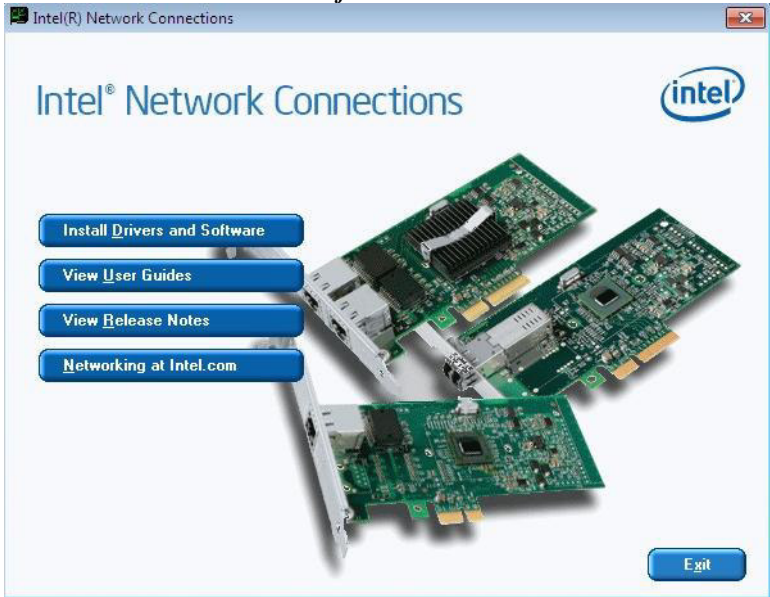 Intel(R) Network Connections
Intel® Network Connections
intel
Install Drivers and Software
View User Guides
View Release Notes
Networking at Intel.com
Exit